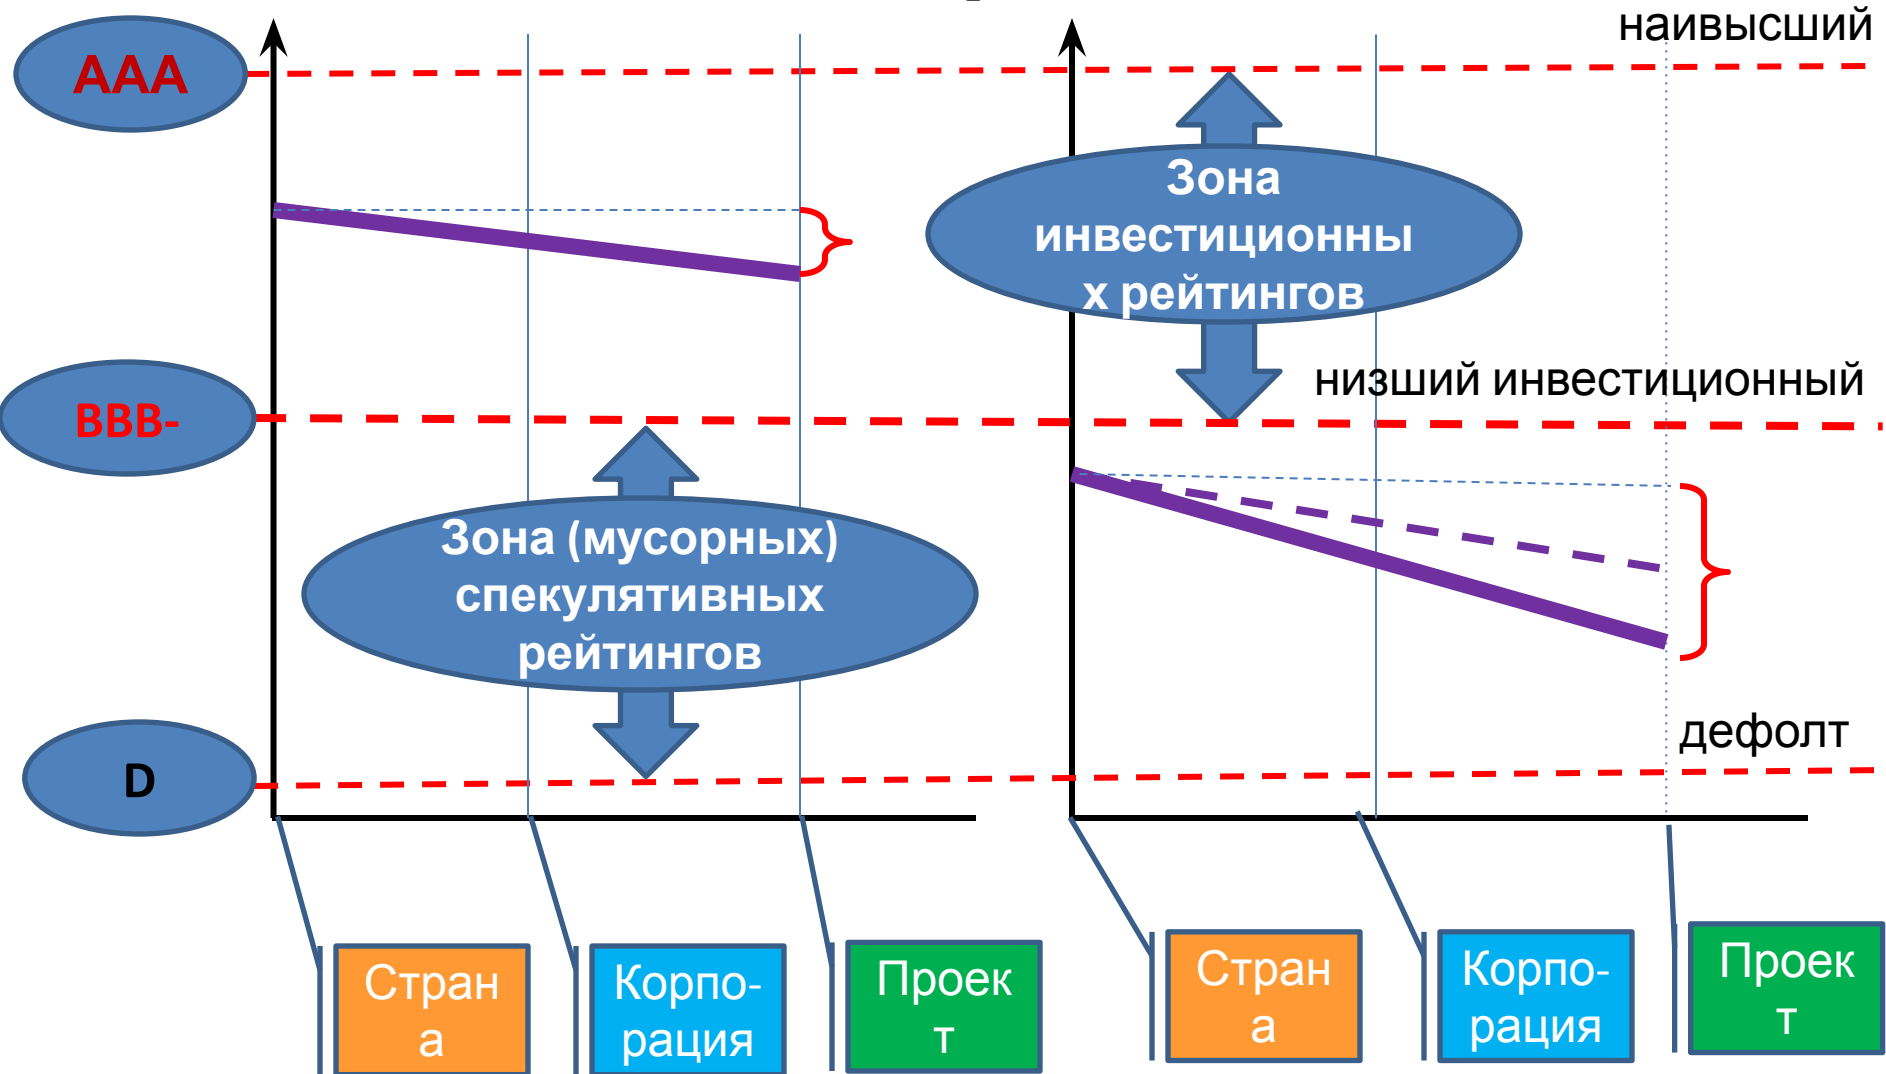 наивысший
AAA
Зона
инвестиционны
х рейтингов
низший инвестиционный
BBB-
Зона (мусорных)
спекулятивных
рейтингов
дефолт
D
Стран
а
Корпо-
рация
Проек
т
Стран
а
Корпо-
рация
Проек
т